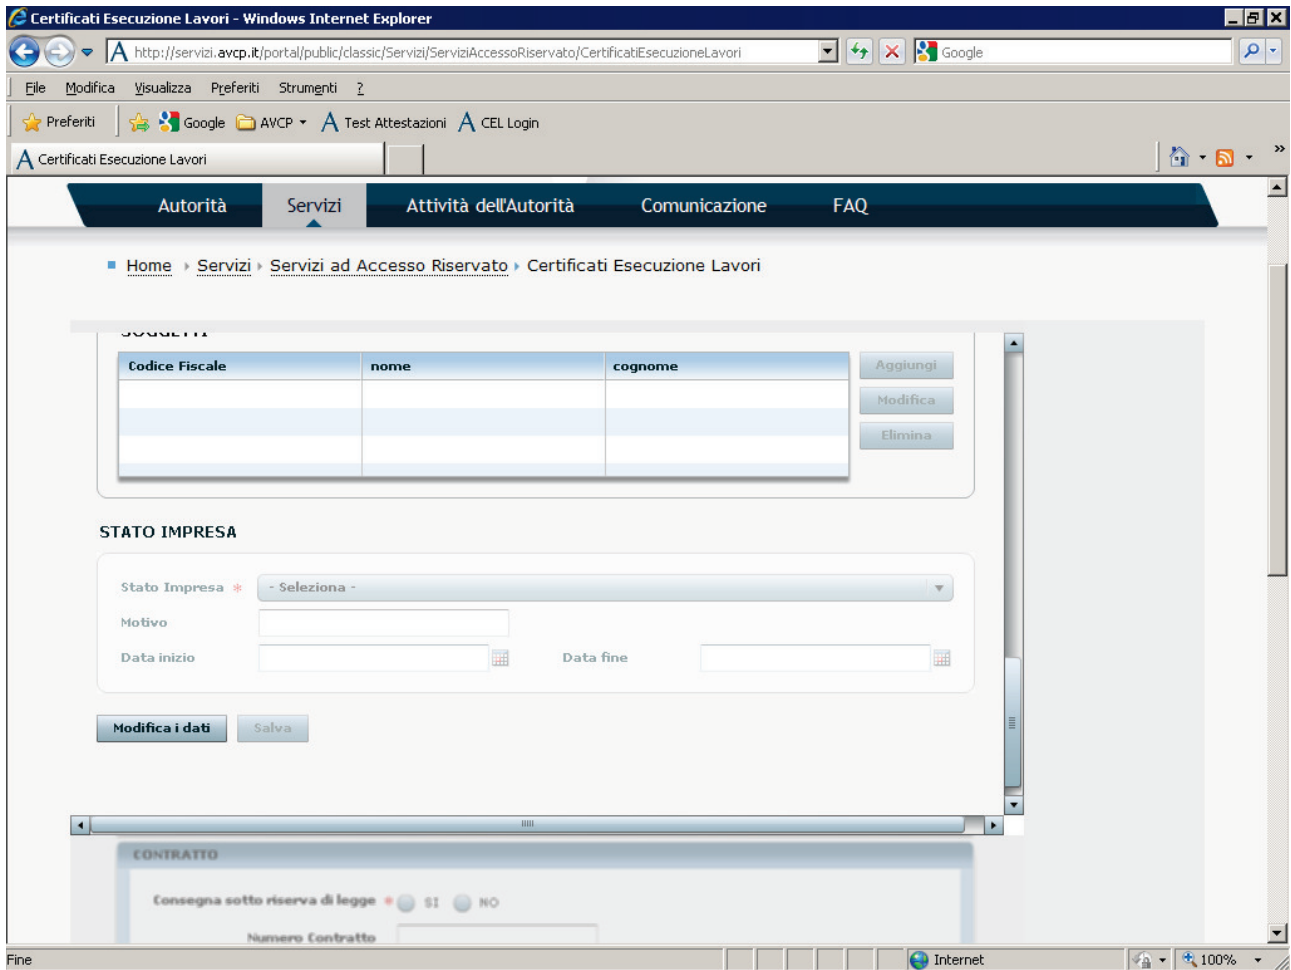 Certificati Esecuzione Lavori - Windows Internet Explorer
http://servizi.avcp.it/portal/public/classic/Servizi/ServiziAccessoRiservato/CertificatiEsecuzioneLavori
Google
File Modifica Visualizza Preferiti Strumenti ?
Preferiti Google AVCP Test Attestazioni CEL Login
Certificati Esecuzione Lavori
Autorità Servizi Attività dell'Autorità Comunicazione FAQ
Home Servizi Servizi ad Accesso Riservato Certificati Esecuzione Lavori
SOGGETTI
Codice Fiscale nome cognome
Aggiungi
Modifica
Elimina
STATO IMPRESA
Stato Impresa * - Seleziona -
Motivo
Data inizio Data fine
Modifica i dati Salva
CONTRATTO
Consegna sotto riserva di legge * SI NO
Numero Contratto
Fine Internet 100%